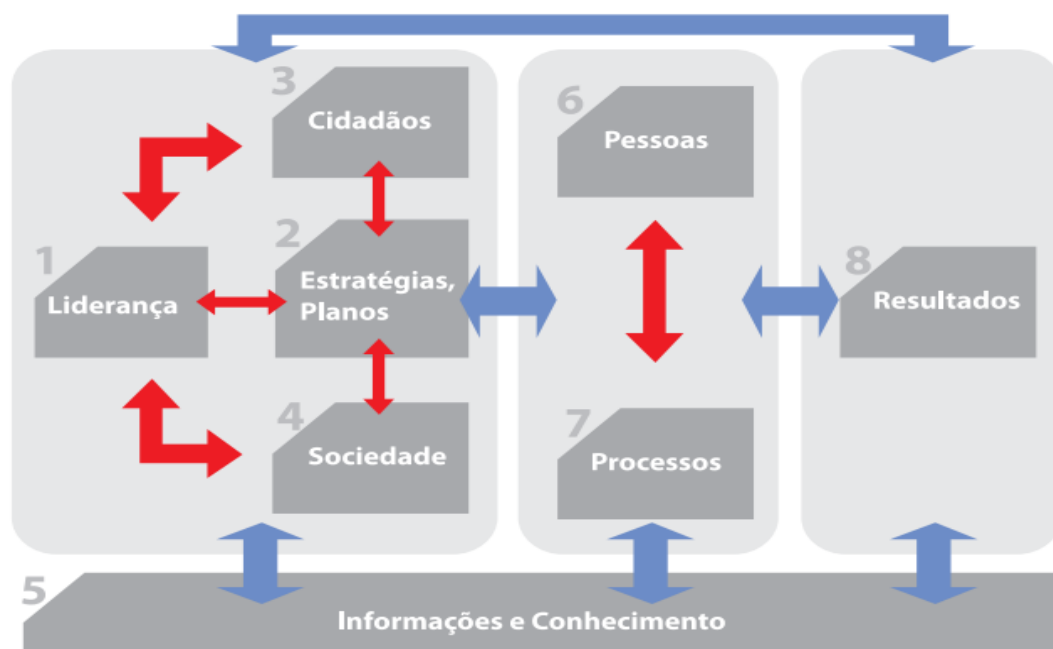 3
Cidadãos
6
Pessoas
1
Liderança
2
Estratégias,
Planos
8
Resultados
4
Sociedade
7
Processos
5
Informações e Conhecimento